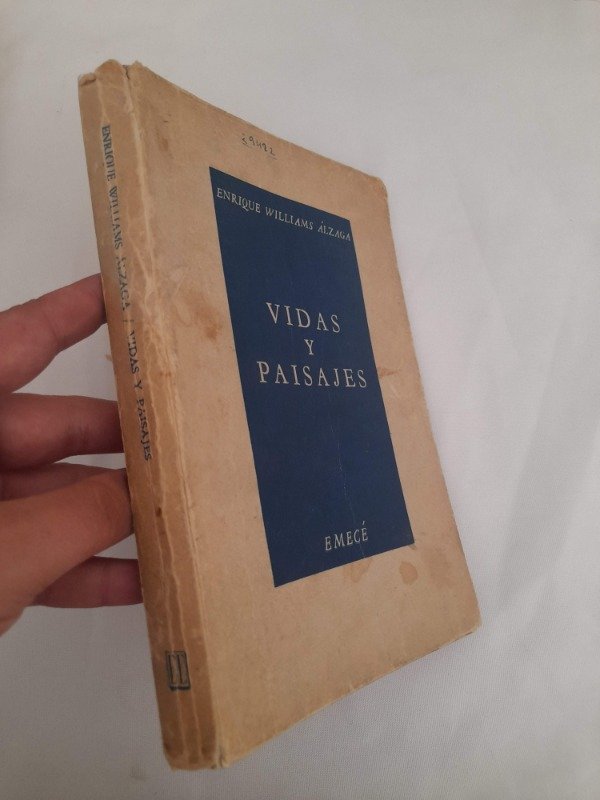 ENRIQUE WILLIAMS ÁLZAGA / VIDAS Y PAISAJES
ENRIQUE WILLIAMS ÁLZAGA
VIDAS
Y
PAISAJES
EMECÉ